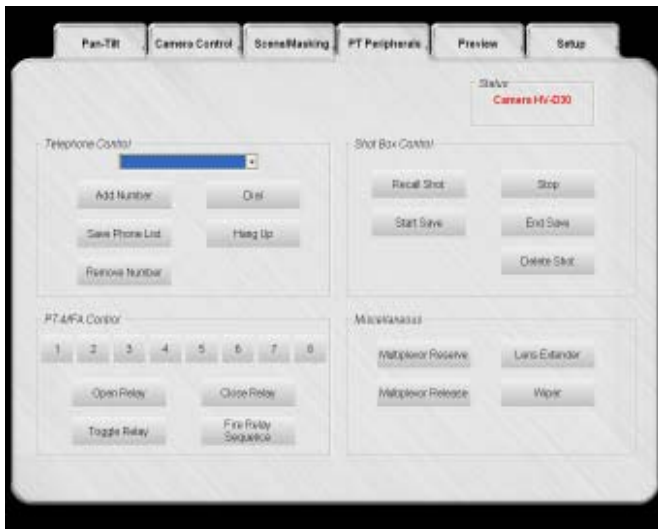 Pan-Tilt Camera Control Scene/Masking PT Peripherals Preview Setup
Status
Camera HV-D30
Telephone Control
Add Number Dial
Save Phone List Hang Up
Remove Number
Shot Box Control
Recall Shot Stop
Start Save End Save
Delete Shot
PT-4/FA Control
1 2 3 4 5 6 7 8
Open Relay Close Relay
Toggle Relay Fire Relay
Sequence
Miscellaneous
Multiplexor Reserve Lens Extender
Multiplexor Release Wiper